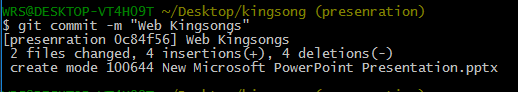 WRS@DESKTOP-VT4HO9T ~/Desktop/kingsong (presenration)
$ git commit -m "Web Kingsongs"
[presenration 0c84f56] Web Kingsongs
 2 files changed, 4 insertions(+), 4 deletions(-)
 create mode 100644 New Microsoft PowerPoint Presentation.pptx